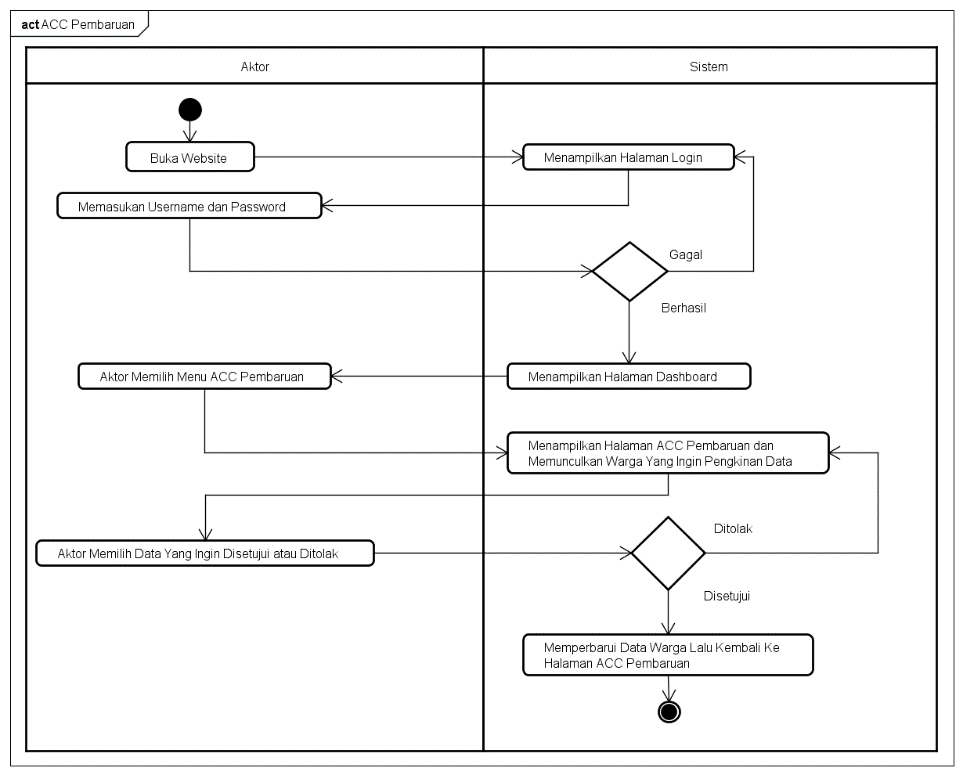 act ACC Pembaruan
Aktor
Sistem
Buka Website
Menampilkan Halaman Login
Memasukan Username dan Password
Gagal
Berhasil
Aktor Memilih Menu ACC Pembaruan
Menampilkan Halaman Dashboard
Menampilkan Halaman ACC Pembaruan dan
Memunculkan Warga Yang Ingin Pengkinan Data
Ditolak
Aktor Memilih Data Yang Ingin Disetujui atau Ditolak
Disetujui
Memperbarui Data Warga Lalu Kembali Ke
Halaman ACC Pembaruan